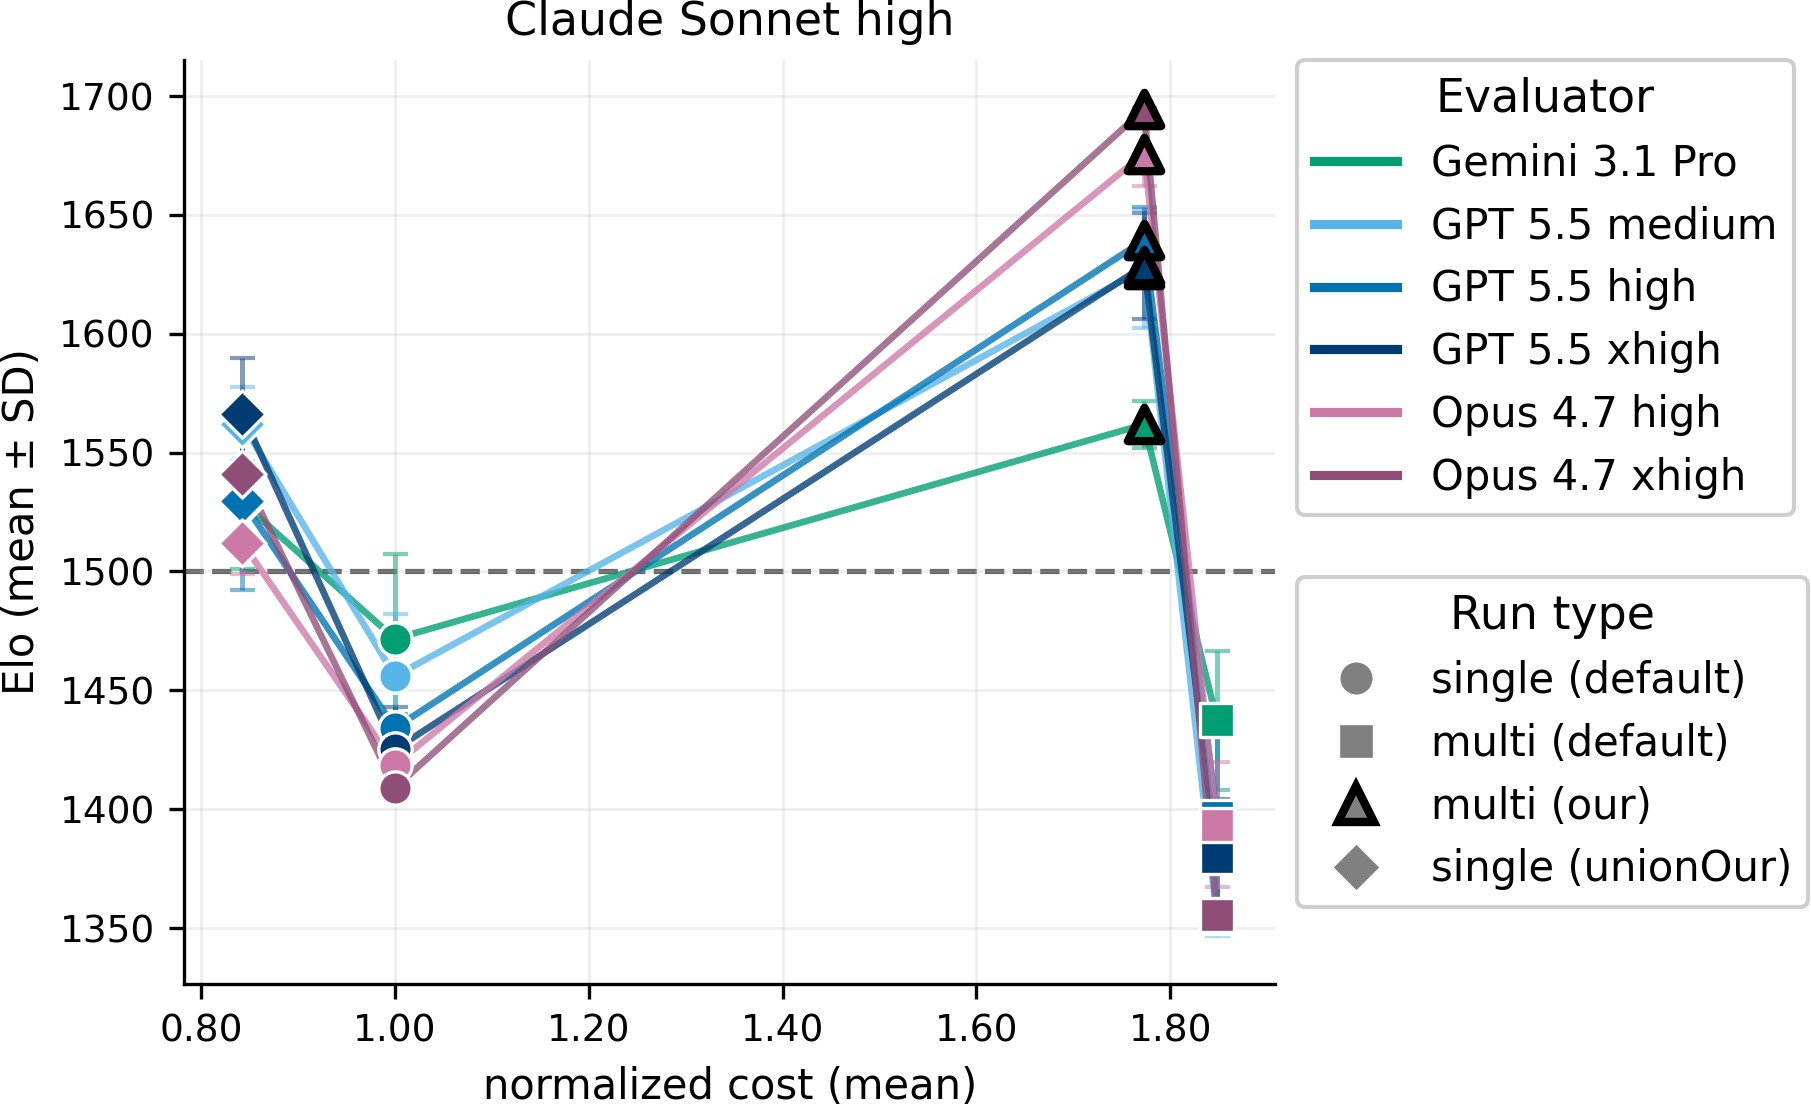 Claude Sonnet high
Elo (mean ± SD)
1700
1650
1600
1550
1500
1450
1400
1350
0.80 1.00 1.20 1.40 1.60 1.80
normalized cost (mean)
Evaluator
Gemini 3.1 Pro
GPT 5.5 medium
GPT 5.5 high
GPT 5.5 xhigh
Opus 4.7 high
Opus 4.7 xhigh
Run type
single (default)
multi (default)
multi (our)
single (unionOur)